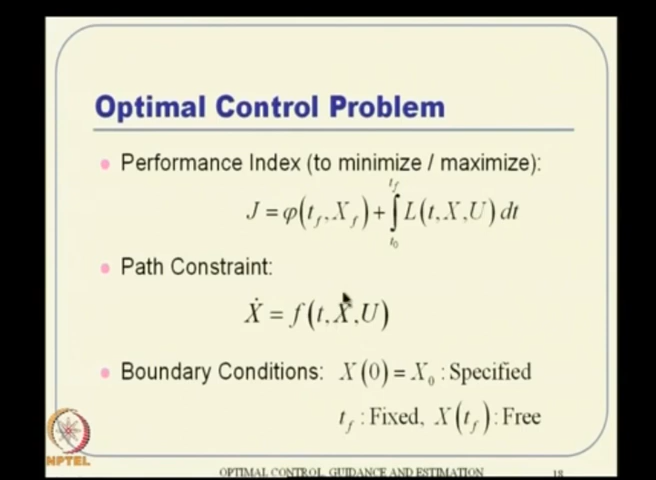 Optimal Control Problem
Performance Index (to minimize / maximize):
J = φ(t_f, X_f) + ∫_{t_0}^{t_f} L(t, X, U) dt
Path Constraint:
Ẋ = f(t, X, U)
Boundary Conditions: X(0) = X_0 : Specified
t_f : Fixed, X(t_f) : Free
NPTEL
OPTIMAL CONTROL, GUIDANCE AND ESTIMATION 18